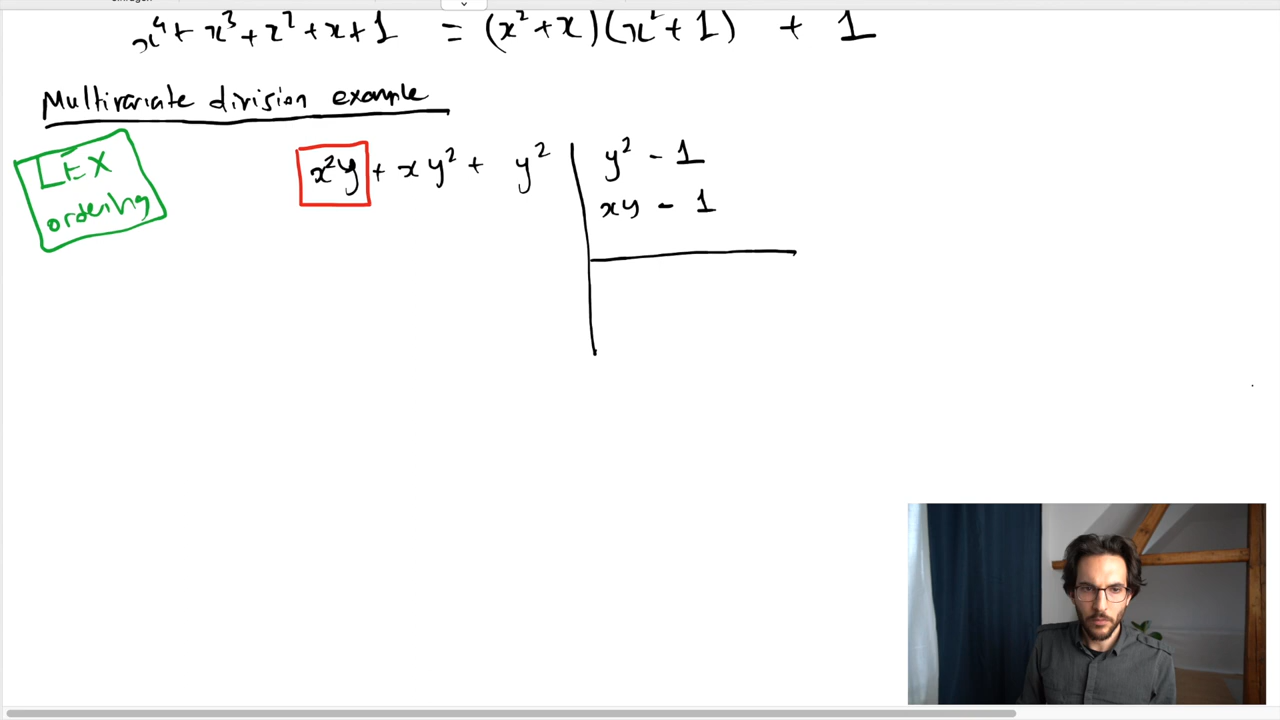 x⁴ + x³ + x² + x + 1 = (x² + x)(x² + 1) + 1
Multivariate division example
LEX
ordering
x²y + xy² + y²
y² - 1
xy - 1